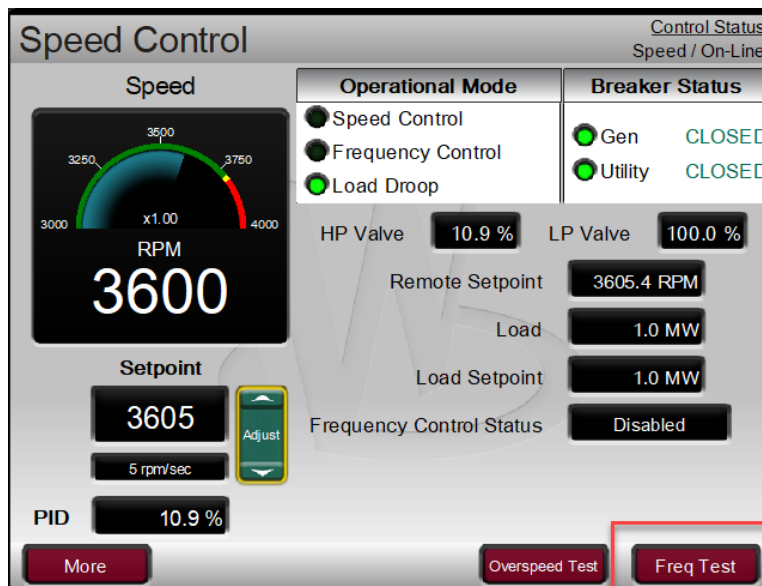 Speed Control
Control Status
Speed / On-Line
Speed
3000
3250
3500
3750
4000
x1.00
RPM
3600
Setpoint
3605
Adjust
5 rpm/sec
PID
10.9 %
Operational Mode
Speed Control
Frequency Control
Load Droop
Breaker Status
Gen CLOSED
Utility CLOSED
HP Valve 10.9 % LP Valve 100.0 %
Remote Setpoint 3605.4 RPM
Load 1.0 MW
Load Setpoint 1.0 MW
Frequency Control Status Disabled
More
Overspeed Test
Freq Test